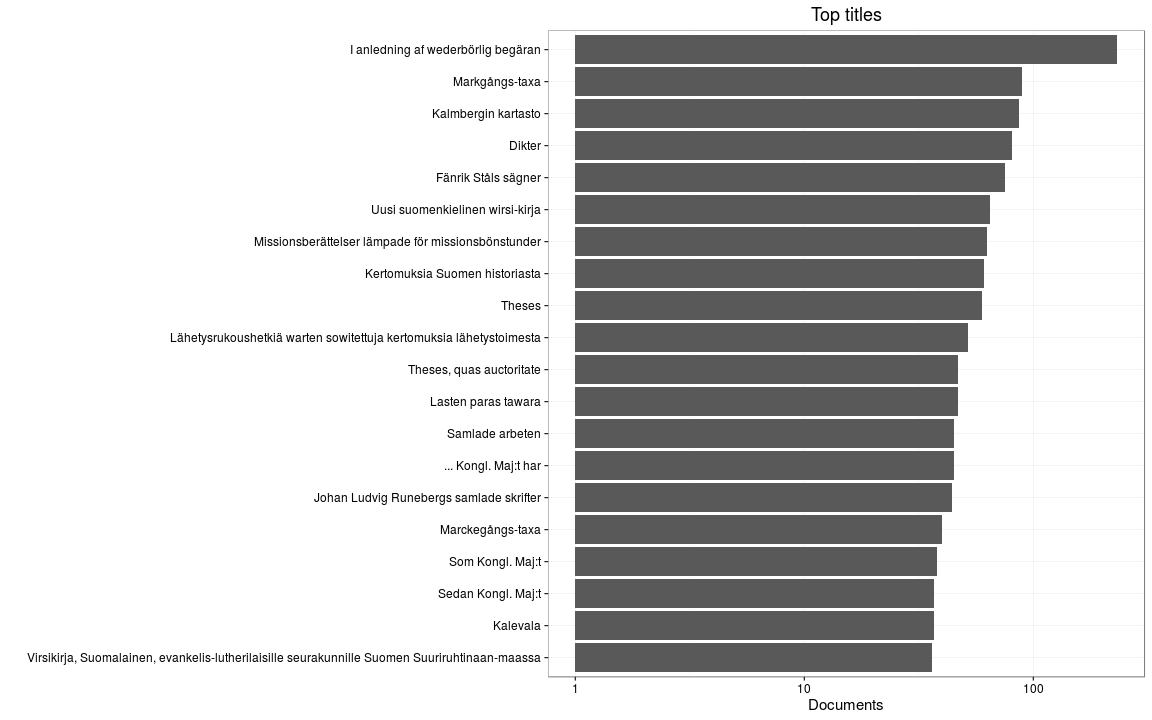 Top titles
I anledning af wederbörlig begäran
Markgångs-taxa
Kalmbergin kartasto
Dikter
Fänrik Ståls sägner
Uusi suomenkielinen wirsi-kirja
Missionsberättelser lämpade för missionsbönstunder
Kertomuksia Suomen historiasta
Theses
Lähetysrukoushetkiä warten sowitettuja kertomuksia lähetystoimesta
Theses, quas auctoritate
Lasten paras tawara
Samlade arbeten
... Kongl. Maj:t har
Johan Ludvig Runebergs samlade skrifter
Marckegångs-taxa
Som Kongl. Maj:t
Sedan Kongl. Maj:t
Kalevala
Virsikirja, Suomalainen, evankelis-lutherilaisille seurakunnille Suomen Suuriruhtinaan-maassa
1 10 100
Documents